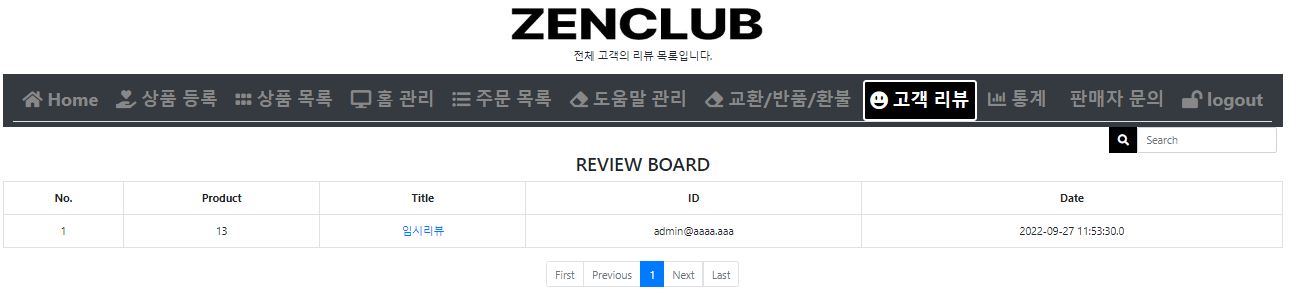 ZENCLUB
전체 고객의 리뷰 목록입니다.
Home 상품 등록 상품 목록 홈 관리 주문 목록 도움말 관리 교환/반품/환불 고객 리뷰 통계 판매자 문의 logout
Search
REVIEW BOARD
No. Product Title ID Date
1 13 임시리뷰 admin@aaaa.aaa 2022-09-27 11:53:30.0
First Previous 1 Next Last